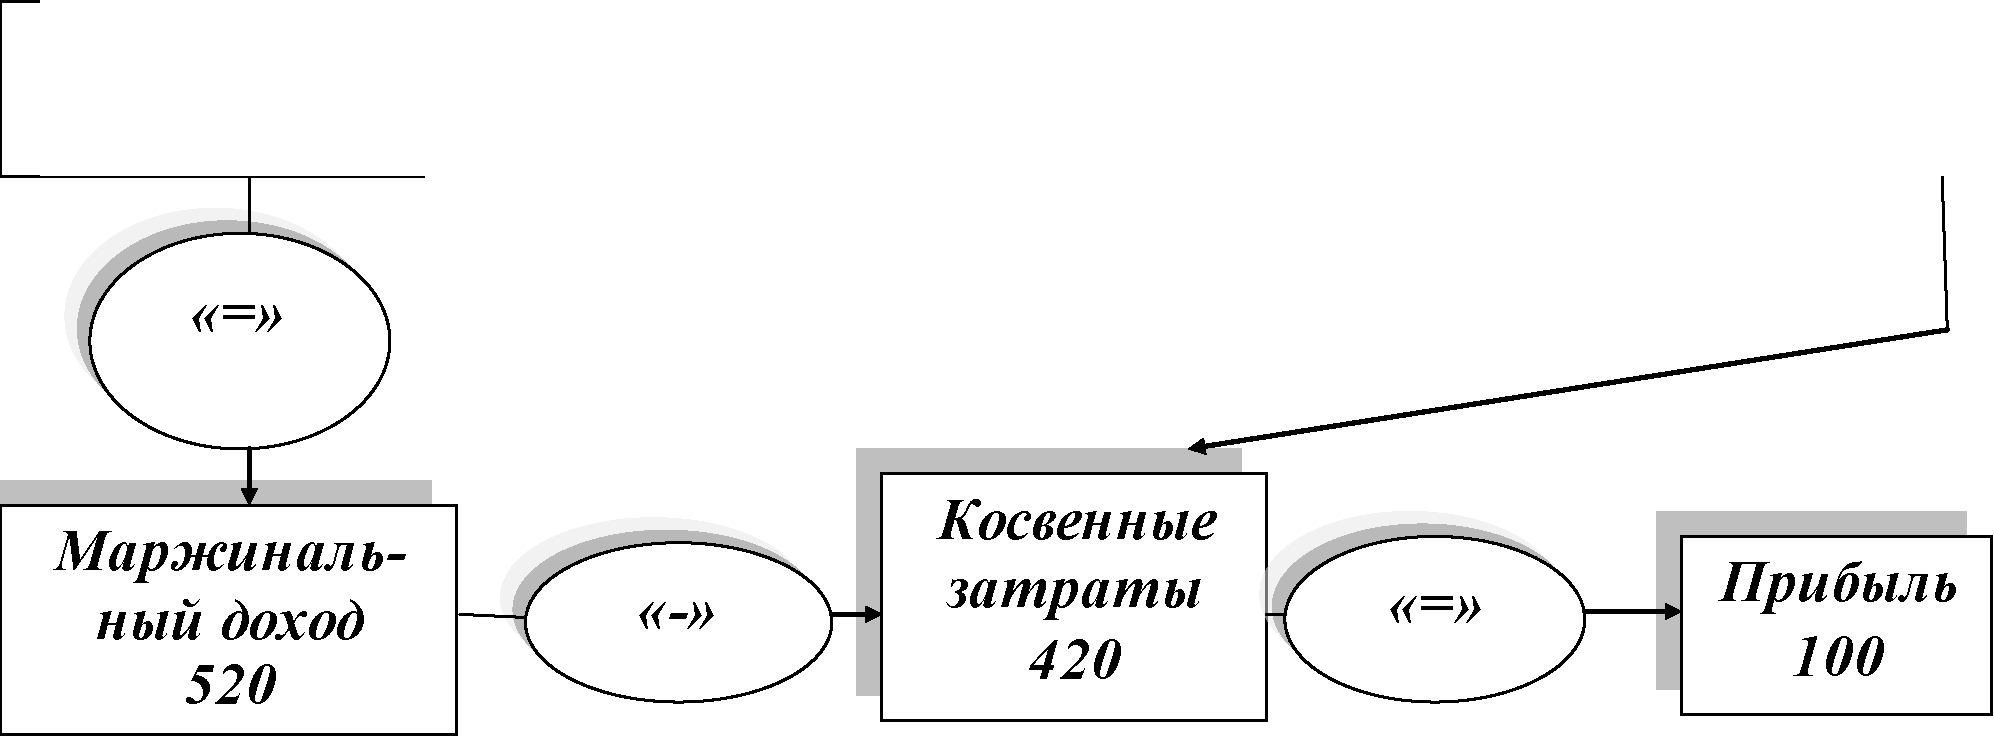 «=»
Маржиналь-
ный доход
520
«-»
Косвенные
затраты
420
«=»
Прибыль
100